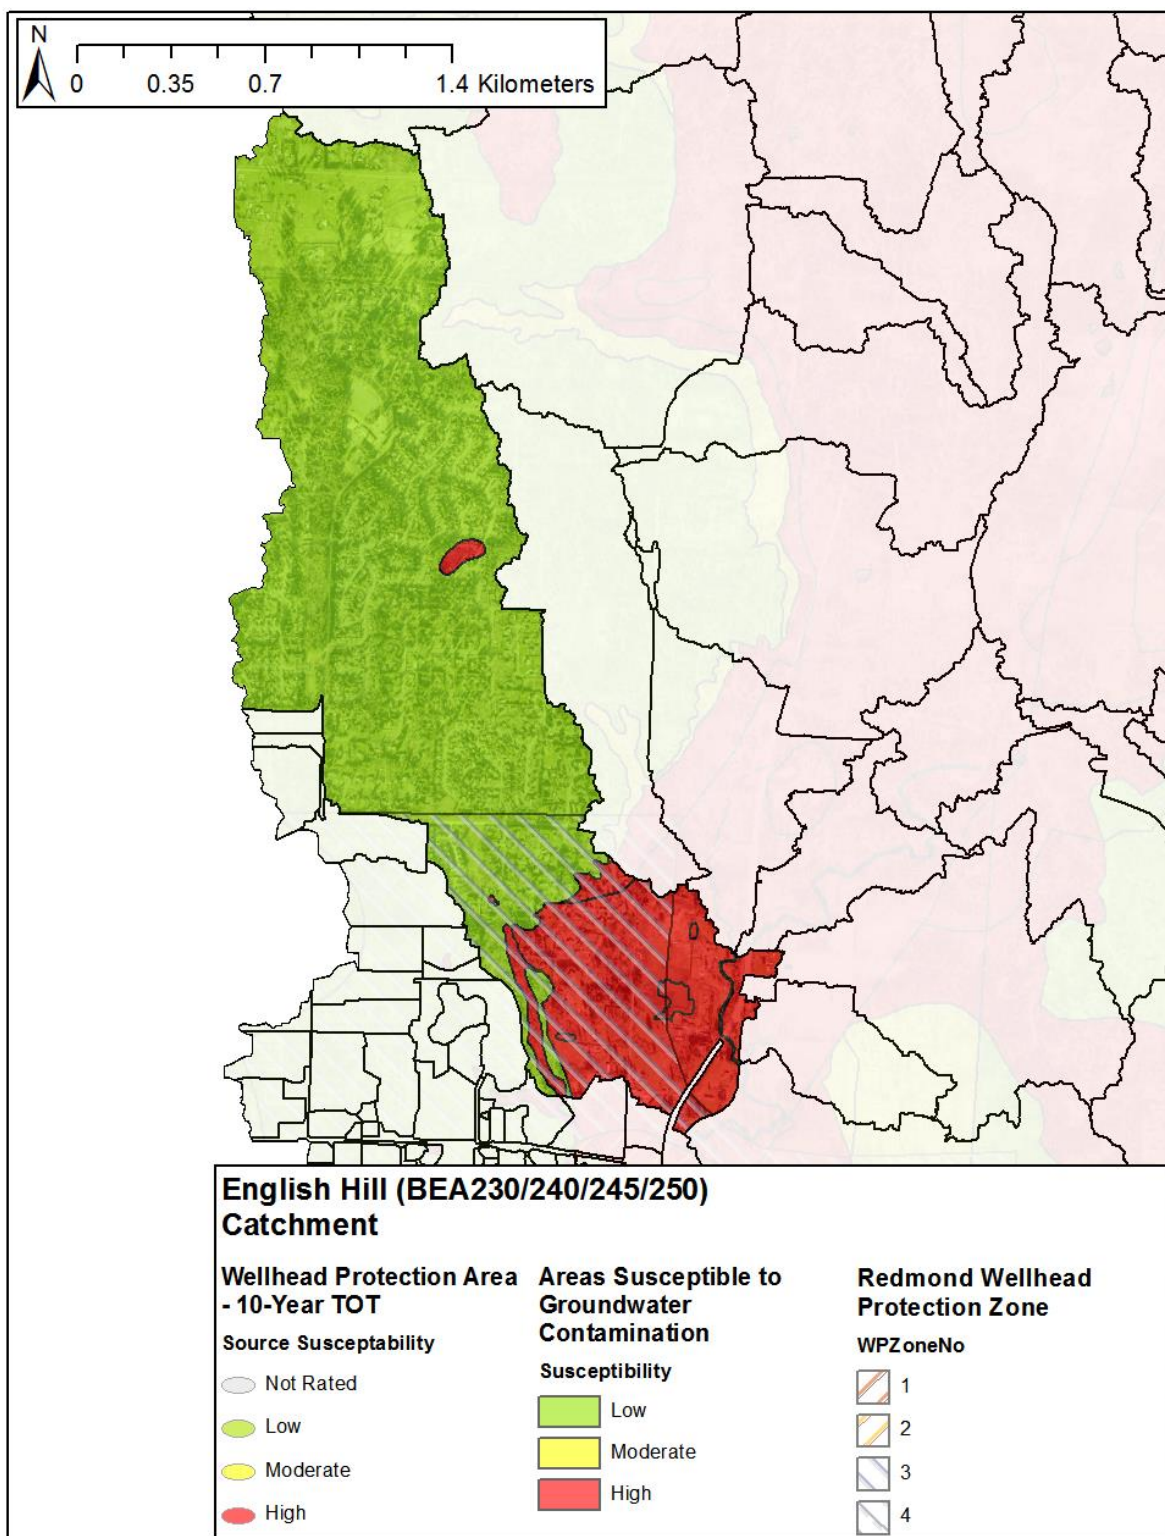 N
0 0.35 0.7 1.4 Kilometers
English Hill (BEA230/240/245/250)
Catchment
Wellhead Protection Area
- 10-Year TOT
Source Susceptability
Not Rated
Low
Moderate
High
Areas Susceptible to
Groundwater
Contamination
Susceptibility
Low
Moderate
High
Redmond Wellhead
Protection Zone
WPZoneNo
1
2
3
4